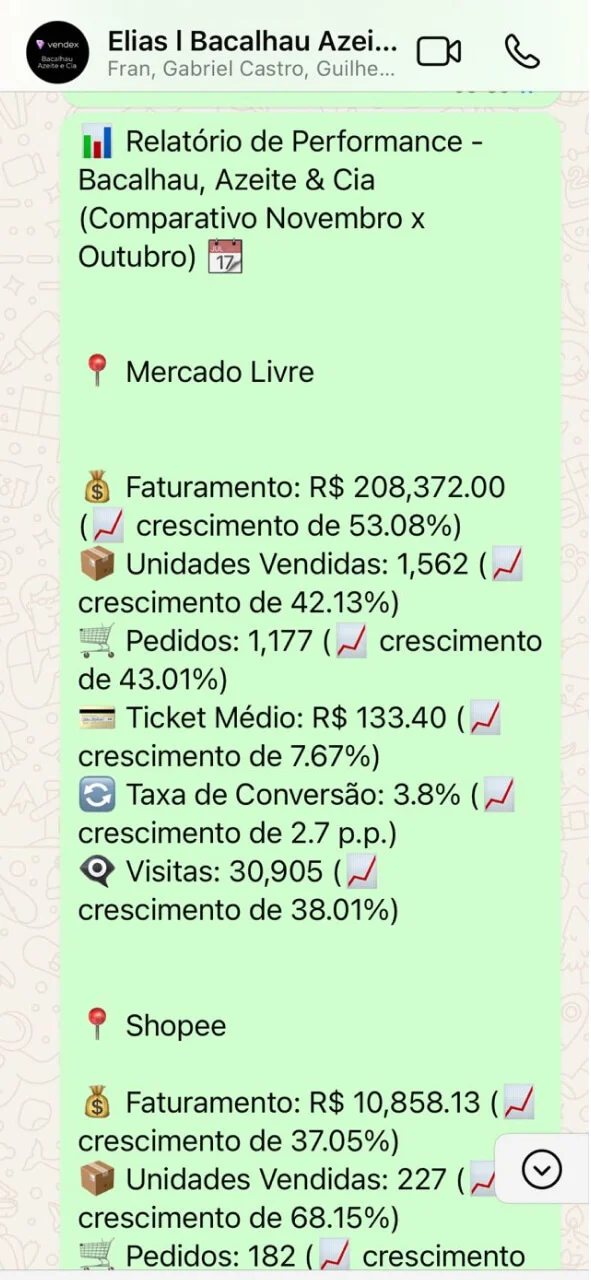 vendex
Bacalhau
Azeite e Cia
Elias l Bacalhau Azei...
Fran, Gabriel Castro, Guilhe...
📊 Relatório de Performance -
Bacalhau, Azeite & Cia
(Comparativo Novembro x
Outubro) 📅
📍 Mercado Livre
💰 Faturamento: R$ 208,372.00
(📈 crescimento de 53.08%)
📦 Unidades Vendidas: 1,562 (📈
crescimento de 42.13%)
🛒 Pedidos: 1,177 (📈 crescimento
de 43.01%)
💳 Ticket Médio: R$ 133.40 (📈
crescimento de 7.67%)
🔄 Taxa de Conversão: 3.8% (📈
crescimento de 2.7 p.p.)
👁️‍🗨️ Visitas: 30,905 (📈
crescimento de 38.01%)
📍 Shopee
💰 Faturamento: R$ 10,858.13 (📈
crescimento de 37.05%)
📦 Unidades Vendidas: 227 (📈
crescimento de 68.15%)
🛒 Pedidos: 182 (📈 crescimento